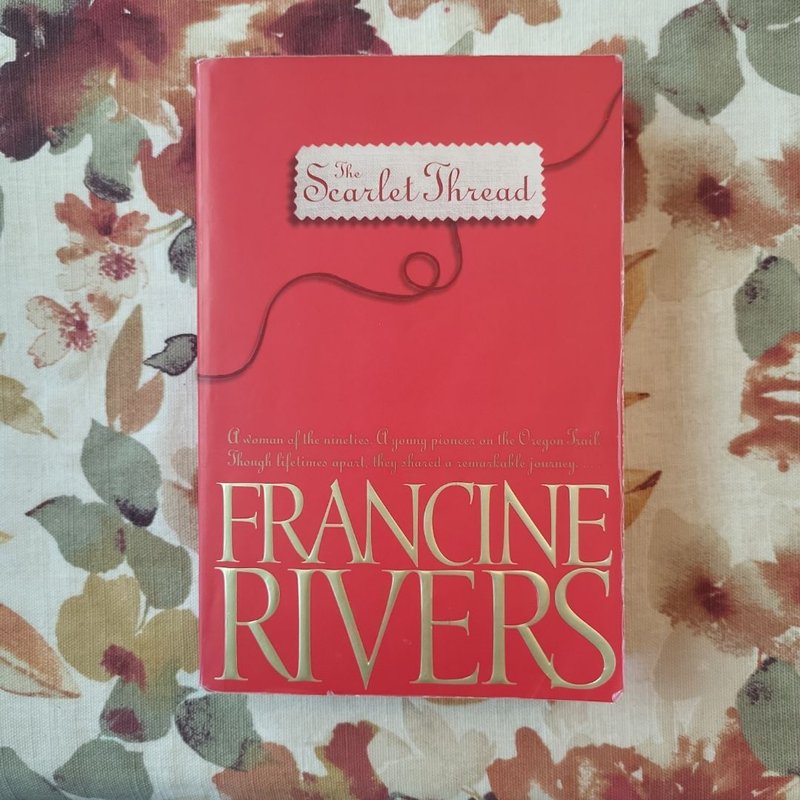 The
Scarlet Thread
A woman of the nineties. A young pioneer on the Oregon Trail.
Though lifetimes apart, they shared a remarkable journey. . . .
FRANCINE
RIVERS